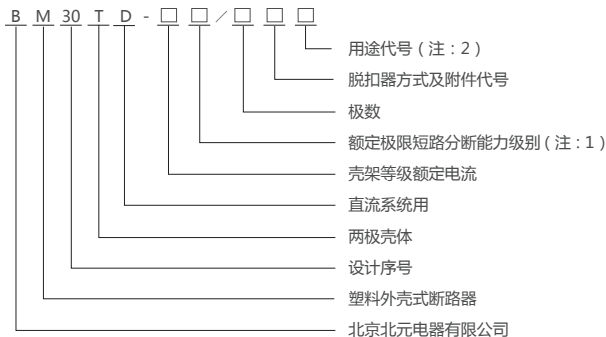 B M 30 T D - □ □ / □ □ □
用途代号（注：2）
脱扣器方式及附件代号
极数
额定极限短路分断能力级别（注：1）
壳架等级额定电流
直流系统用
两极壳体
设计序号
塑料外壳式断路器
北京北元电器有限公司